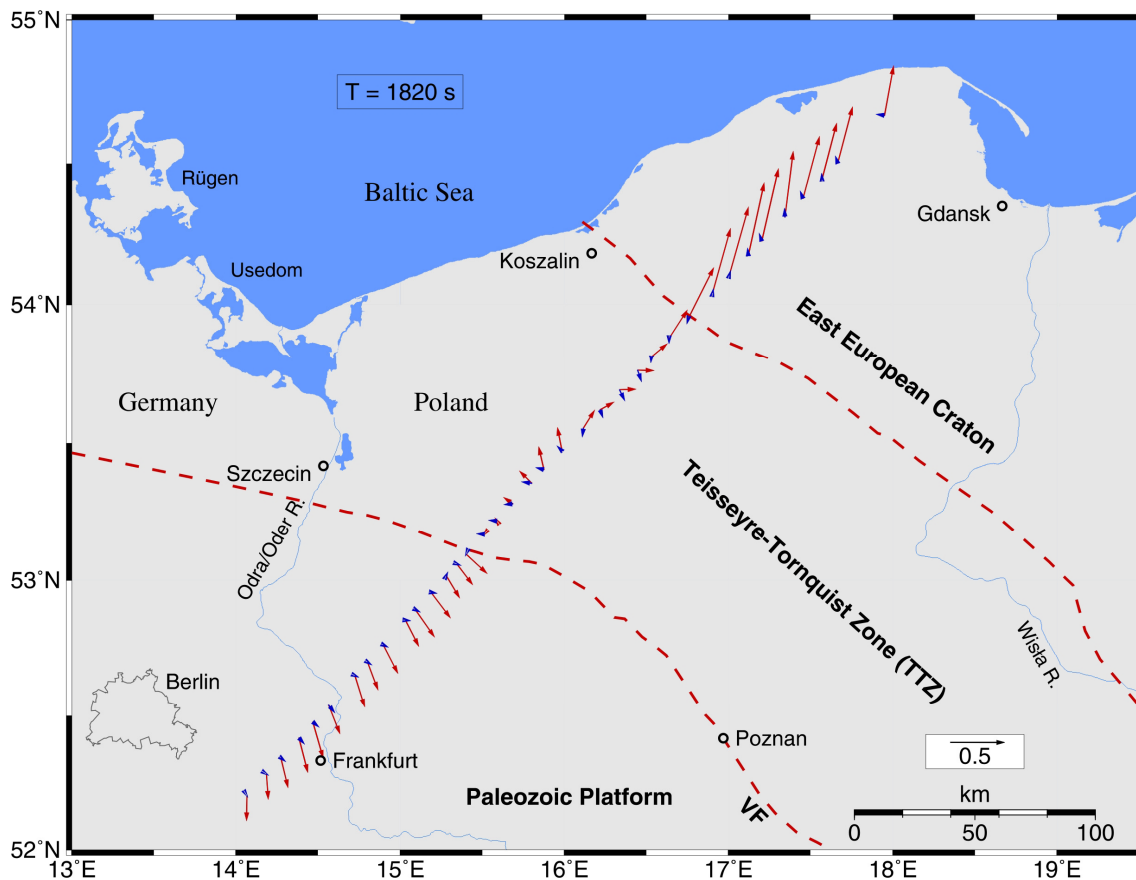 55°N
T = 1820 s
Rügen
Baltic Sea
Gdansk
Koszalin
Usedom
54°N
East European Craton
Germany
Poland
Szczecin
Teisseyre-Tornquist Zone (TTZ)
Odra/Oder R.
53°N
Wisła R.
Berlin
Poznan
Frankfurt
0.5
Paleozoic Platform
VF
km
0 50 100
52°N
13°E 14°E 15°E 16°E 17°E 18°E 19°E